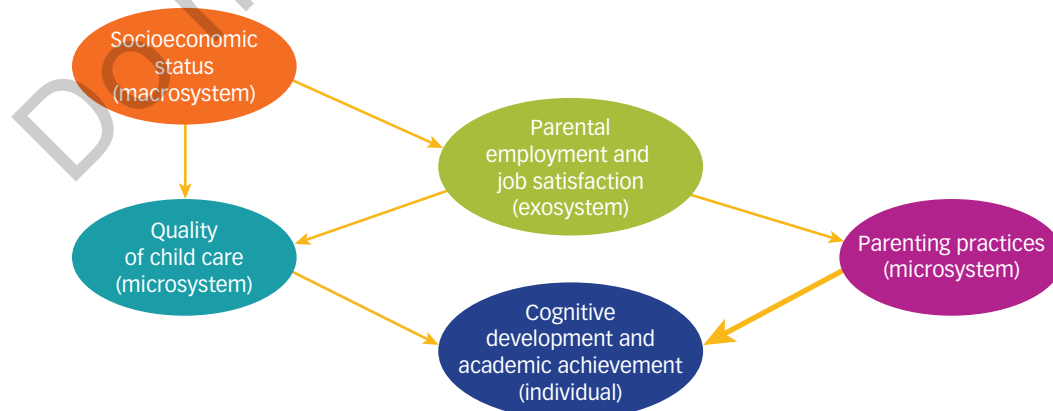 Socioeconomic
status
(macrosystem)
Parental
employment and
job satisfaction
(exosystem)
Quality
of child care
(microsystem)
Parenting practices
(microsystem)
Cognitive
development and
academic achievement
(individual)
Do